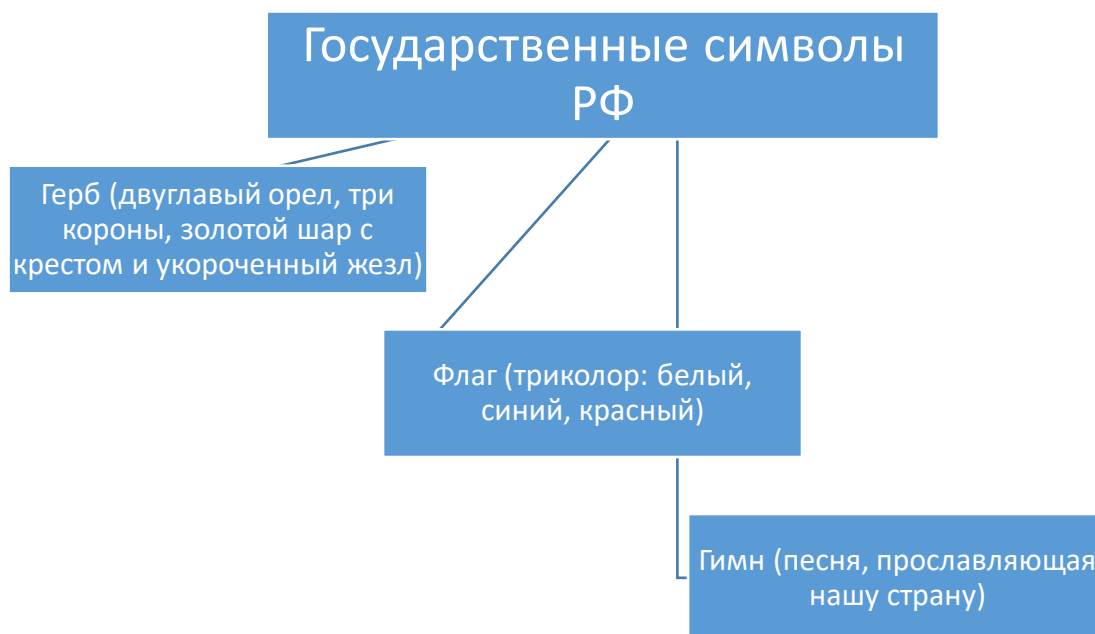 Государственные символы
РФ
Герб (двуглавый орел, три
короны, золотой шар с
крестом и укороченный жезл)
Флаг (триколор: белый,
синий, красный)
Гимн (песня, прославляющая
нашу страну)